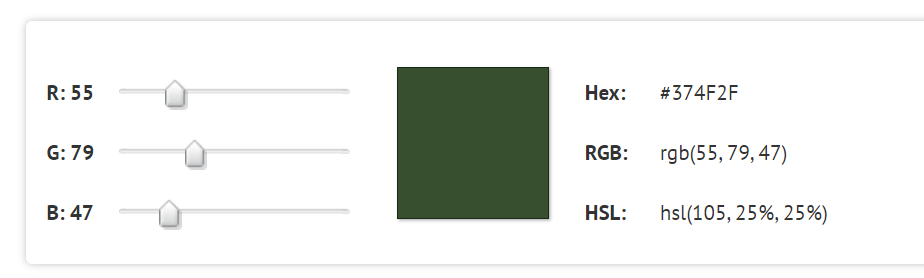 R: 55
Hex: #374F2F
G: 79
RGB: rgb(55, 79, 47)
B: 47
HSL: hsl(105, 25%, 25%)